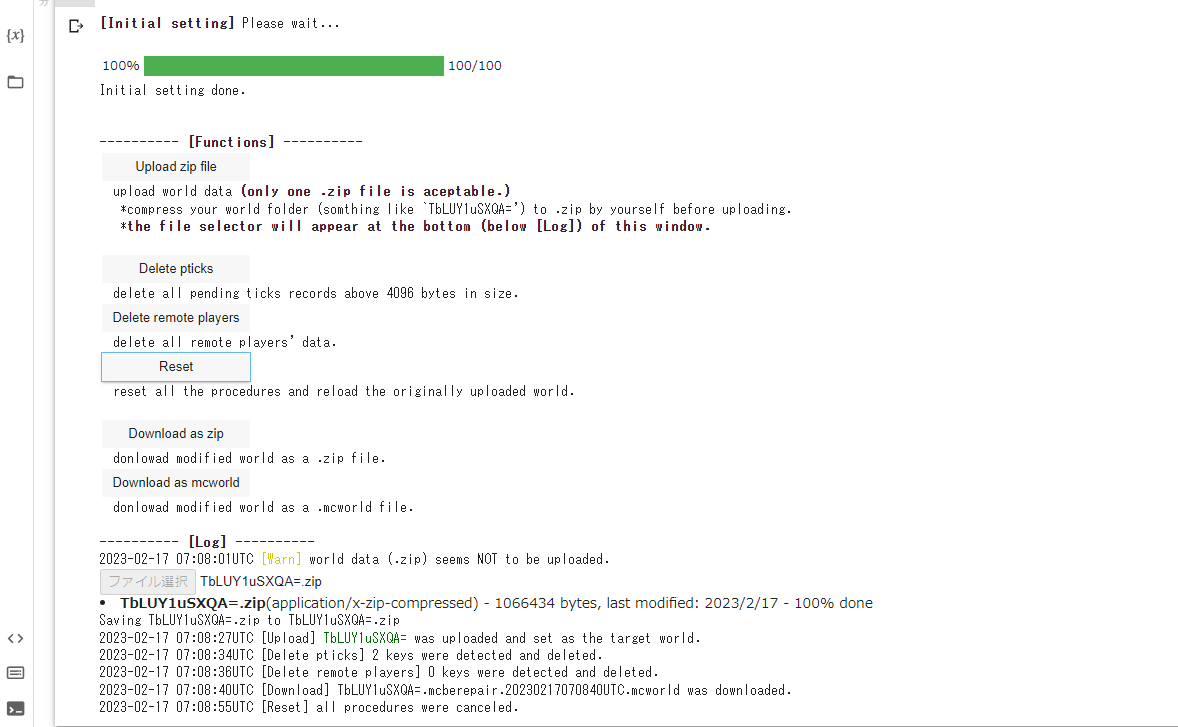 {x}
[Initial setting] Please wait...
100% 100/100
Initial setting done.
---------- [Functions] ----------
Upload zip file
upload world data (only one .zip file is aceptable.)
*compress your world folder (somthing like `TbLUY1uSXQA=') to .zip by yourself before uploading.
*the file selector will appear at the bottom (below [Log]) of this window.
Delete pticks
delete all pending ticks records above 4096 bytes in size.
Delete remote players
delete all remote players' data.
Reset
reset all the procedures and reload the originally uploaded world.
Download as zip
donlowad modified world as a .zip file.
Download as mcworld
donlowad modified world as a .mcworld file.
---------- [Log] ----------
2023-02-17 07:08:01UTC [Warn] world data (.zip) seems NOT to be uploaded.
ファイル選択 TbLUY1uSXQA=.zip
• TbLUY1uSXQA=.zip(application/x-zip-compressed) - 1066434 bytes, last modified: 2023/2/17 - 100% done
Saving TbLUY1uSXQA=.zip to TbLUY1uSXQA=.zip
2023-02-17 07:08:27UTC [Upload] TbLUY1uSXQA= was uploaded and set as the target world.
2023-02-17 07:08:34UTC [Delete pticks] 2 keys were detected and deleted.
2023-02-17 07:08:36UTC [Delete remote players] 0 keys were detected and deleted.
2023-02-17 07:08:40UTC [Download] TbLUY1uSXQA=.mcberepair.20230217070840UTC.mcworld was downloaded.
2023-02-17 07:08:55UTC [Reset] all procedures were canceled.